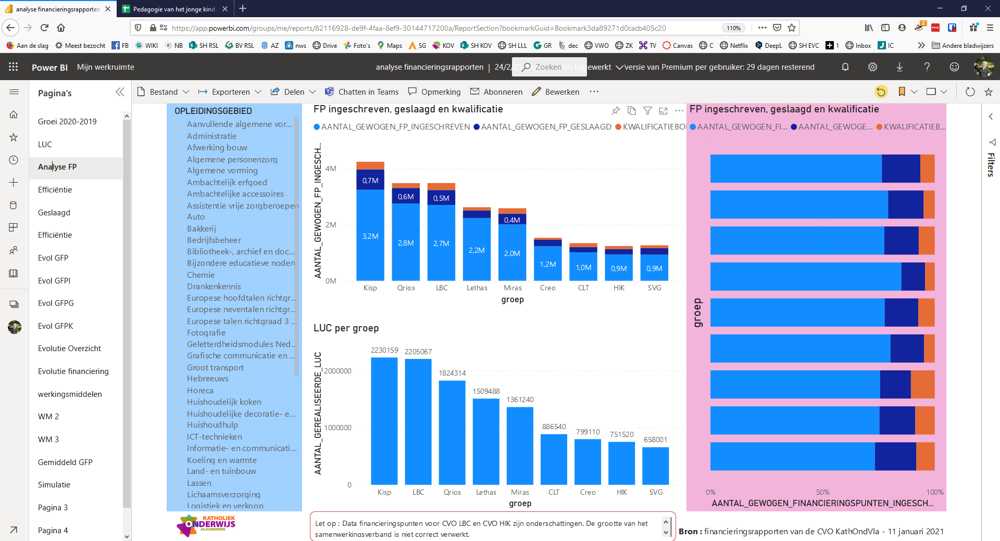 analyse financieringsrapporten
Pedagogie van het jonge kind
https://app.powerbi.com/groups/me/reports/82116928-de9f-4faa-8ef9-30144717200a/ReportSection?bookmarkGuid=Bookmark3da89271d0cacb405c20
110%
Aan de slag
Meest bezocht
FB
WIKI
NB
SH RSL
BV RSL
AZ
nws
Drive
Foto's
Maps
SG
KOV
SH KOV
SH LLL
GR
dec
VWO
ZK
TV
Canvas
C
Netflix
DeepL
SH EVC
1
Inbox
IC
Andere bladwijzers
Power BI Mijn werkruimte
analyse financieringsrapporten | 24/2/21
Zoeken
zijn bijgewerkt
versie van Premium per gebruiker: 29 dagen resterend
Pagina's
Bestand
Exporteren
Delen
Chatten in Teams
Opmerking
Abonneren
Bewerken
Groei 2020-2019
LUC
Analyse FP
Efficiëntie
Geslaagd
Efficiëntie
Evol GFP
Evol GFPI
Evol GFPG
Evol GFPK
Evolutie Overzicht
Evolutie financiering
werkingsmiddelen
WM 2
WM 3
Gemiddeld GFP
Simulatie
Pagina 3
Pagina 4
OPLEIDINGSGEBIED
Aanvullende algemene vor...
Administratie
Afwerking bouw
Algemene personenzorg
Algemene vorming
Ambachtelijk erfgoed
Ambachtelijke accessoires
Assistentie vrije zorgberoepen
Auto
Bakkerij
Bedrijfsbeheer
Bibliotheek-, archief en doc...
Bijzondere educatieve noden
Chemie
Drankenkennis
Europese hoofdtalen richtgr...
Europese neventalen richtgr...
Europese talen richtgraad 3 ...
Fotografie
Geletterdheidsmodules Ned...
Grafische communicatie en ...
Groot transport
Hebreeuws
Horeca
Huishoudelijk koken
Huishoudelijke decoratie- e...
Huishoudhulp
ICT-technieken
Informatie- en communicati...
Koeling en warmte
Land- en tuinbouw
Lassen
Lichaamsverzorging
Logistiek en verkoop
KATHOLIEK
ONDERWIJS
.VLAANDEREN
FP ingeschreven, geslaagd en kwalificatie
AANTAL_GEWOGEN_FP_INGESCHREVEN
AANTAL_GEWOGEN_FP_GESLAAGD
KWALIFICATIEBO
AANTAL_GEWOGEN_FP_INGESCH...
4M
2M
0M
0,7M
3,2M
0,6M
2,8M
0,5M
2,7M
2,2M
0,4M
2,0M
1,2M
1,0M
0,9M
0,9M
Kisp
Qrios
LBC
Lethas
Miras
Creo
CLT
HIK
SVG
groep
LUC per groep
AANTAL_GEREALISEERDE_LUC
2000000
1000000
0
2230159
2205067
1824314
1509488
1361240
886540
799110
751520
658001
Kisp
LBC
Qrios
Lethas
Miras
CLT
Creo
HIK
SVG
groep
Let op : Data financieringspunten voor CVO LBC en CVO HIK zijn onderschattingen. De grootte van het
samenwerkingsverband is niet correct verwerkt.
FP ingeschreven, geslaagd en kwalificatie
AANTAL_GEWOGEN_FI...
AANTAL_GEWOGE...
KWALIFICATIEB...
groep
0%
50%
100%
AANTAL_GEWOGEN_FINANCIERINGSPUNTEN_INGESCH...
Bron : financieringsrapporten van de CVO KathOndVla - 11 januari 2021
Filters